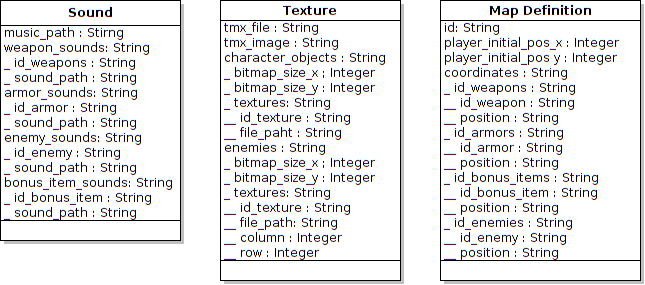 Sound
music_path : Stirng
weapon_sounds: String
_ id_weapons : String
_ sound_path : String
armor_sounds: String
_ id_armor : String
_ sound_path : String
enemy_sounds: String
_ id_enemy : String
_ sound_path : String
bonus_item_sounds: String
_ id_bonus_item : String
_ sound_path : String
Texture
tmx_file : String
tmx_image : String
character_objects : String
_ bitmap_size_x ; Integer
_ bitmap_size_y : Integer
_ textures: String
__ id_texture : String
__ file_paht : String
enemies : String
_ bitmap_size_x ; Integer
_ bitmap_size_y : Integer
_ textures: String
__ id_texture : String
__ file_path: String
__ column : Integer
__ row : Integer
Map Definition
id: String
player_initial_pos_x : Integer
player_initial_pos y : Integer
coordinates : String
_ id_weapons : String
__ id_weapon : String
__ position : String
_ id_armors : String
__ id_armor : String
__ position : String
_ id_bonus_items : String
__ id_bonus_item : String
__ position : String
_ id_enemies : String
__ id_enemy : String
__ position : String